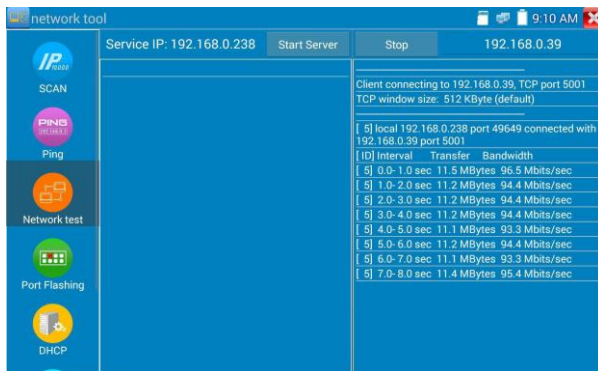 network tool
9:10 AM
IP
SCAN
PING
Ping
Network test
Port Flashing
DHCP
Service IP: 192.168.0.238
Start Server
Stop
192.168.0.39
Client connecting to 192.168.0.39, TCP port 5001
TCP window size: 512 KByte (default)
[ 5] local 192.168.0.238 port 49649 connected with
192.168.0.39 port 5001
[ID] Interval Transfer Bandwidth
[ 5] 0.0- 1.0 sec 11.5 MBytes 96.5 Mbits/sec
[ 5] 1.0- 2.0 sec 11.2 MBytes 94.4 Mbits/sec
[ 5] 2.0- 3.0 sec 11.2 MBytes 94.4 Mbits/sec
[ 5] 3.0- 4.0 sec 11.2 MBytes 94.4 Mbits/sec
[ 5] 4.0- 5.0 sec 11.1 MBytes 93.3 Mbits/sec
[ 5] 5.0- 6.0 sec 11.2 MBytes 94.4 Mbits/sec
[ 5] 6.0- 7.0 sec 11.1 MBytes 93.3 Mbits/sec
[ 5] 7.0- 8.0 sec 11.4 MBytes 95.4 Mbits/sec